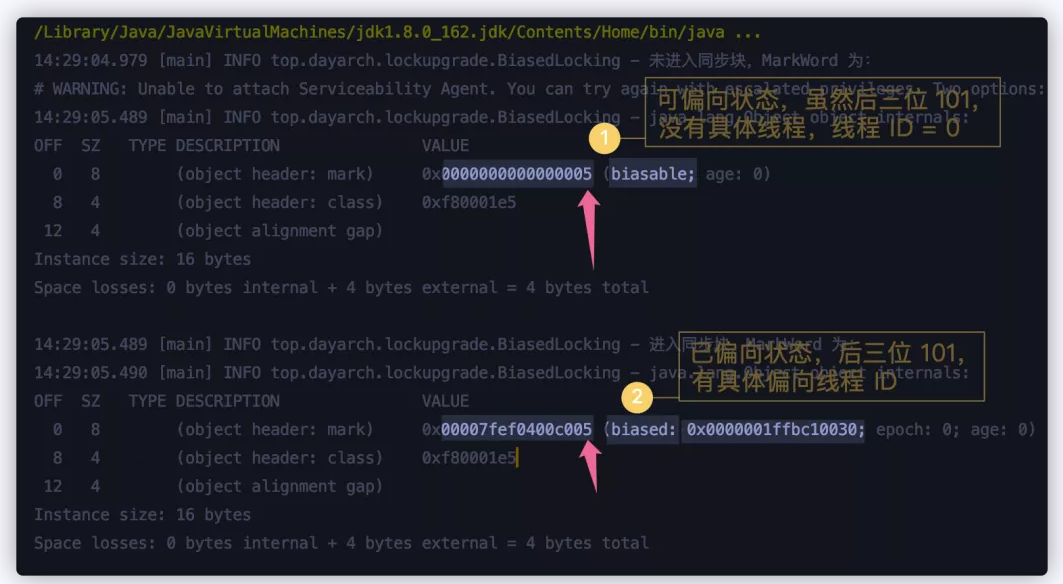 /Library/Java/JavaVirtualMachines/jdk1.8.0_162.jdk/Contents/Home/bin/java ...
14:29:04.979 [main] INFO top.dayarch.lockupgrade.BiasedLocking - 未进入同步块，MarkWord 为：
# WARNING: Unable to attach Serviceability Agent. You can try again with escalated privileges. Two options:
可偏向状态，虽然后三位 101，
14:29:05.489 [main] INFO top.dayarch.lockupgrade.BiasedLocking - java.lang.Object object internals:
1 没有具体线程，线程 ID = 0
OFF SZ TYPE DESCRIPTION VALUE
0 8 (object header: mark) 0x0000000000000005 (biasable; age: 0)
8 4 (object header: class) 0xf80001e5
12 4 (object alignment gap)
Instance size: 16 bytes
Space losses: 0 bytes internal + 4 bytes external = 4 bytes total
14:29:05.489 [main] INFO top.dayarch.lockupgrade.BiasedLocking - 进入同步块，MarkWord 为：
已偏向状态，后三位 101，
14:29:05.490 [main] INFO top.dayarch.lockupgrade.BiasedLocking - java.lang.Object object internals:
有具体偏向线程 ID
OFF SZ TYPE DESCRIPTION VALUE
2
0 8 (object header: mark) 0x00007fef0400c005 (biased: 0x0000001ffbc10030; epoch: 0; age: 0)
8 4 (object header: class) 0xf80001e5
12 4 (object alignment gap)
Instance size: 16 bytes
Space losses: 0 bytes internal + 4 bytes external = 4 bytes total